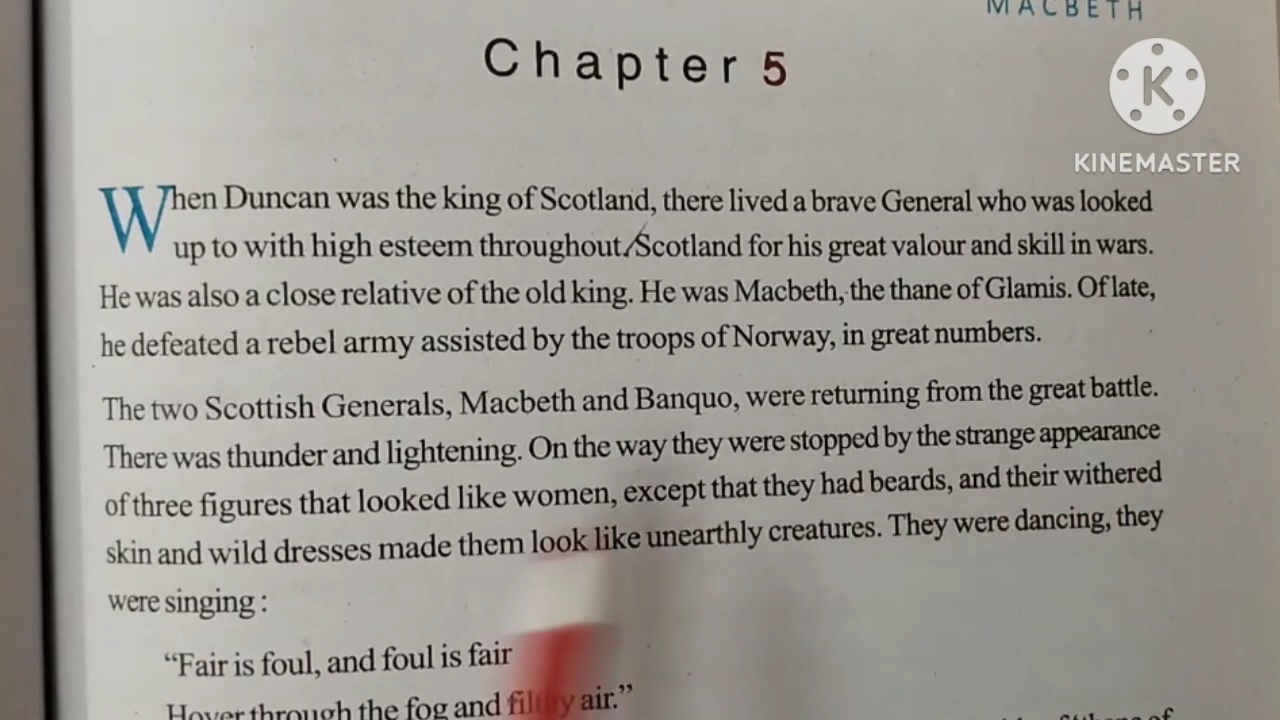 MACBETH
Chapter 5
K
KINEMASTER
When Duncan was the king of Scotland, there lived a brave General who was looked
up to with high esteem throughout Scotland for his great valour and skill in wars.
He was also a close relative of the old king. He was Macbeth, the thane of Glamis. Of late,
he defeated a rebel army assisted by the troops of Norway, in great numbers.
The two Scottish Generals, Macbeth and Banquo, were returning from the great battle.
There was thunder and lightening. On the way they were stopped by the strange appearance
of three figures that looked like women, except that they had beards, and their withered
skin and wild dresses made them look like unearthly creatures. They were dancing, they
were singing :
“Fair is foul, and foul is fair
Hover through the fog and filthy air.”